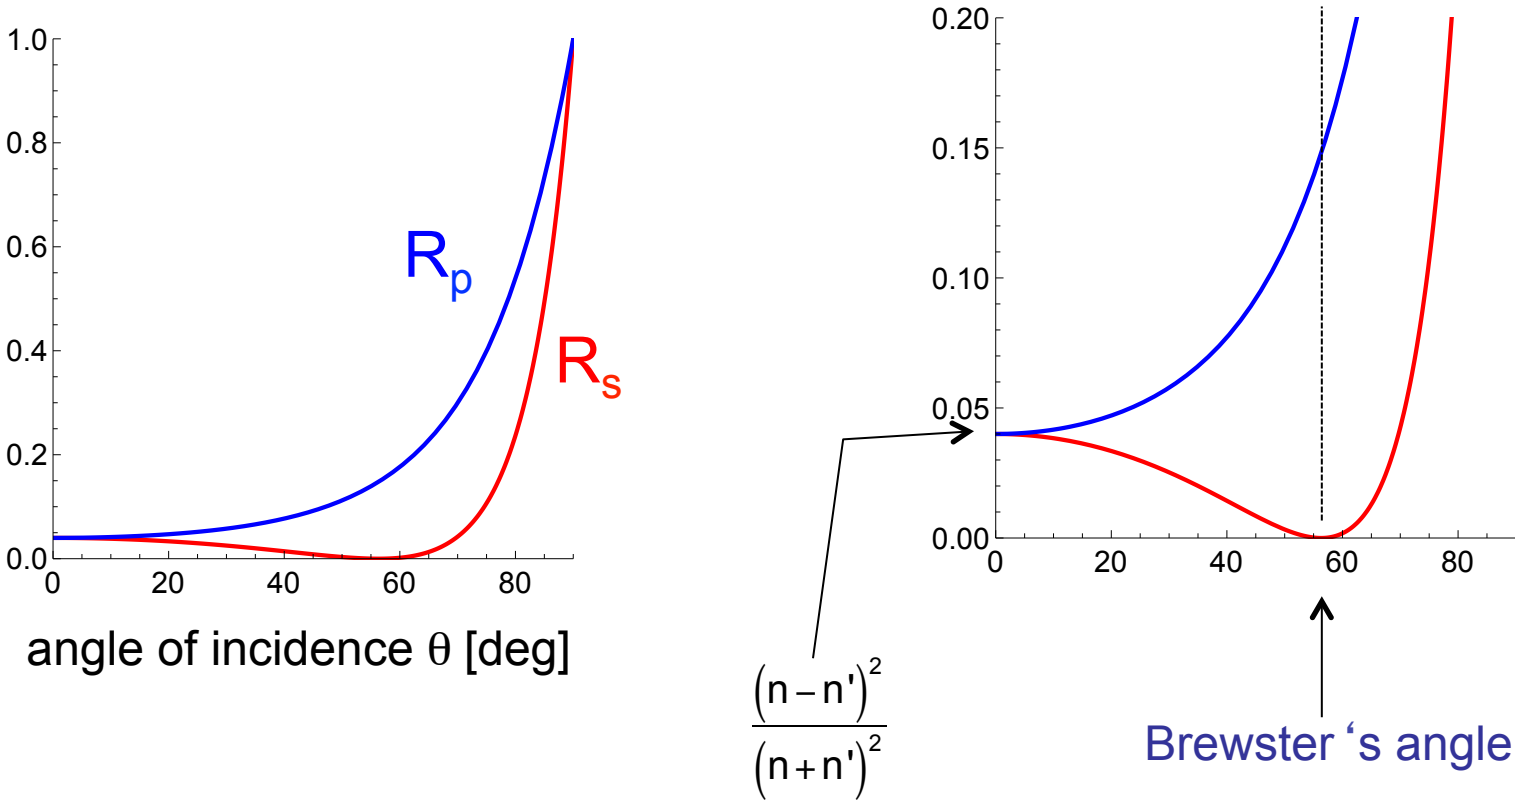 1.0
0.8
0.6
0.4
0.2
0.0
0 20 40 60 80
R_p
R_s
angle of incidence θ [deg]
0.20
0.15
0.10
0.05
0.00
0 20 40 60 80
(n – n')²
(n + n')²
Brewster ‘s angle